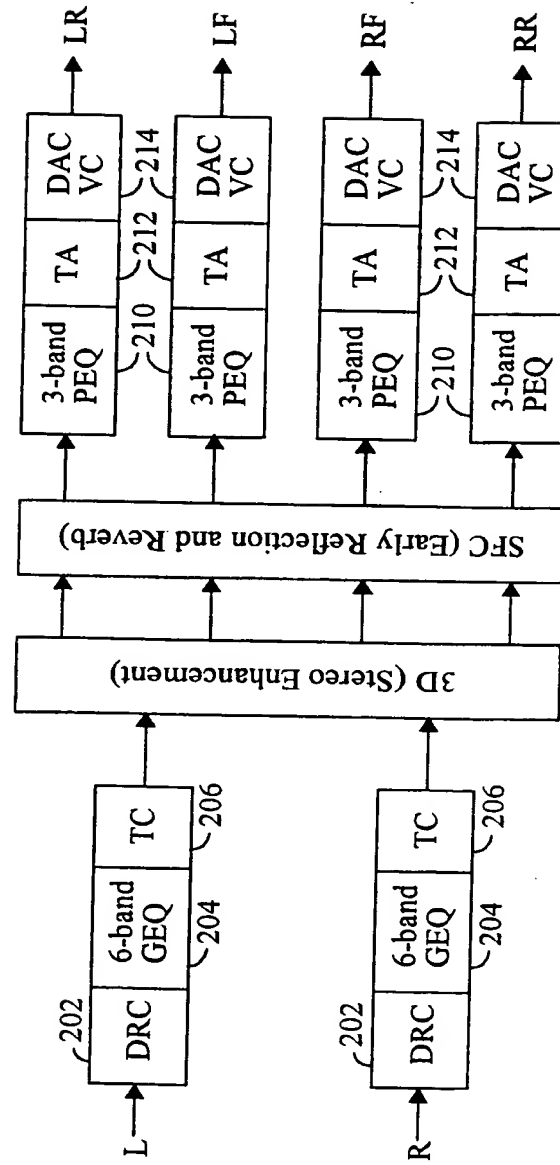 L
202
DRC
6-band
GEQ
204
TC
206
R
202
DRC
6-band
GEQ
204
TC
206
3D (Stereo Enhancement)
SFC (Early Reflection and Reverb)
3-band
PEQ
TA
DAC
VC
LR
210
212
214
3-band
PEQ
TA
DAC
VC
LF
3-band
PEQ
TA
DAC
VC
RF
210
212
214
3-band
PEQ
TA
DAC
VC
RR